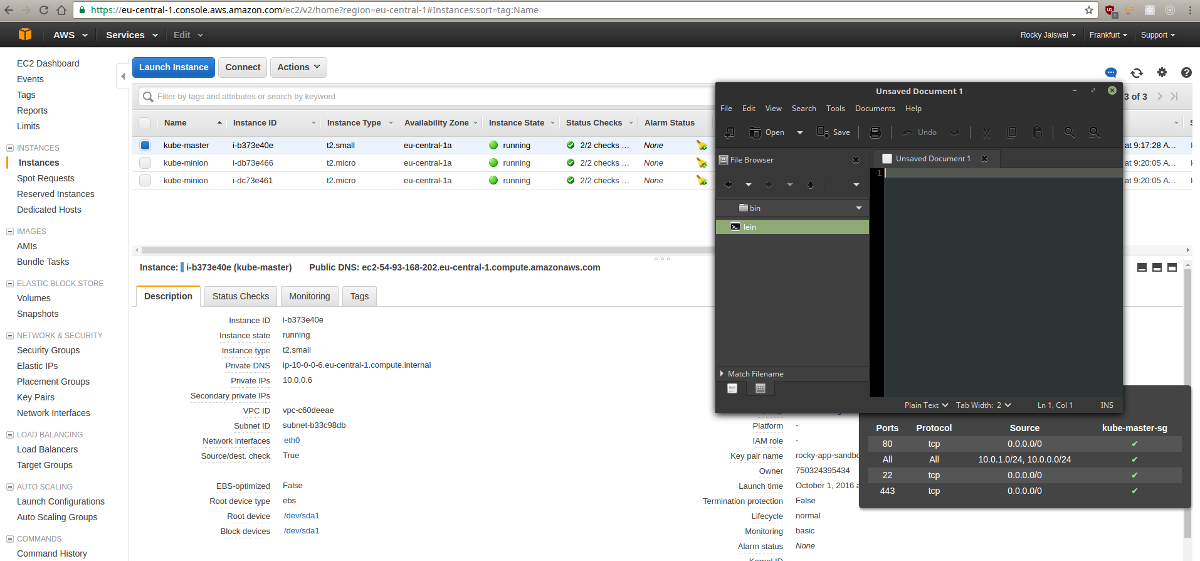 https://eu-central-1.console.aws.amazon.com/ec2/v2/home?region=eu-central-1#Instances:sort=tag:Name
AWS Services Edit Rocky Jaiswal Frankfurt Support
EC2 Dashboard
Events
Tags
Reports
Limits
INSTANCES
Instances
Spot Requests
Reserved Instances
Dedicated Hosts
IMAGES
AMIs
Bundle Tasks
ELASTIC BLOCK STORE
Volumes
Snapshots
NETWORK & SECURITY
Security Groups
Elastic IPs
Placement Groups
Key Pairs
Network Interfaces
LOAD BALANCING
Load Balancers
Target Groups
AUTO SCALING
Launch Configurations
Auto Scaling Groups
COMMANDS
Command History
Launch Instance Connect Actions
Filter by tags and attributes or search by keyword
3 of 3
Name Instance ID Instance Type Availability Zone Instance State Status Checks Alarm Status
kube-master i-b373e40e t2.small eu-central-1a running 2/2 checks ... None at 9:17:28 A...
kube-minion i-db73e466 t2.micro eu-central-1a running 2/2 checks ... None at 9:20:05 A...
kube-minion i-dc73e461 t2.micro eu-central-1a running 2/2 checks ... None at 9:20:05 A...
Instance: i-b373e40e (kube-master) Public DNS: ec2-54-93-168-202.eu-central-1.compute.amazonaws.com
Description Status Checks Monitoring Tags
Instance ID i-b373e40e
Instance state running
Instance type t2.small
Private DNS ip-10-0-0-6.eu-central-1.compute.internal
Private IPs 10.0.0.6
Secondary private IPs
VPC ID vpc-c60deeae
Subnet ID subnet-b33c98db
Network interfaces eth0
Source/dest. check True
EBS-optimized False
Root device type ebs
Root device /dev/sda1
Block devices /dev/sda1
Platform -
IAM role -
Key pair name rocky-app-sandbo
Owner 750324395434
Launch time October 1, 2016 a
Termination protection False
Lifecycle normal
Monitoring basic
Alarm status None
Kernel ID
Unsaved Document 1
File Edit View Search Tools Documents Help
Open Save Undo
File Browser
Unsaved Document 1
1
bin
lein
Match Filename
Plain Text Tab Width: 2 Ln 1, Col 1 INS
Ports Protocol Source kube-master-sg
80 tcp 0.0.0.0/0 ✔
All All 10.0.1.0/24, 10.0.0.0/24 ✔
22 tcp 0.0.0.0/0 ✔
443 tcp 0.0.0.0/0 ✔